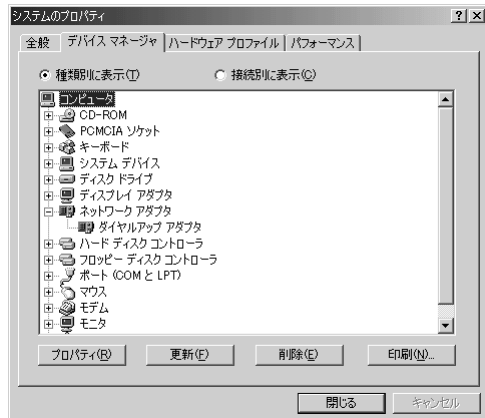 システムのプロパティ
全般 デバイス マネージャ ハードウェア プロファイル パフォーマンス
種類別に表示(T) 接続別に表示(C)
コンピュータ
CD-ROM
PCMCIA ソケット
キーボード
システム デバイス
ディスク ドライブ
ディスプレイ アダプタ
ネットワーク アダプタ
ダイヤルアップ アダプタ
ハード ディスク コントローラ
フロッピー ディスク コントローラ
ポート (COM と LPT)
マウス
モデム
モニタ
プロパティ(R) 更新(F) 削除(E) 印刷(N)...
閉じる キャンセル